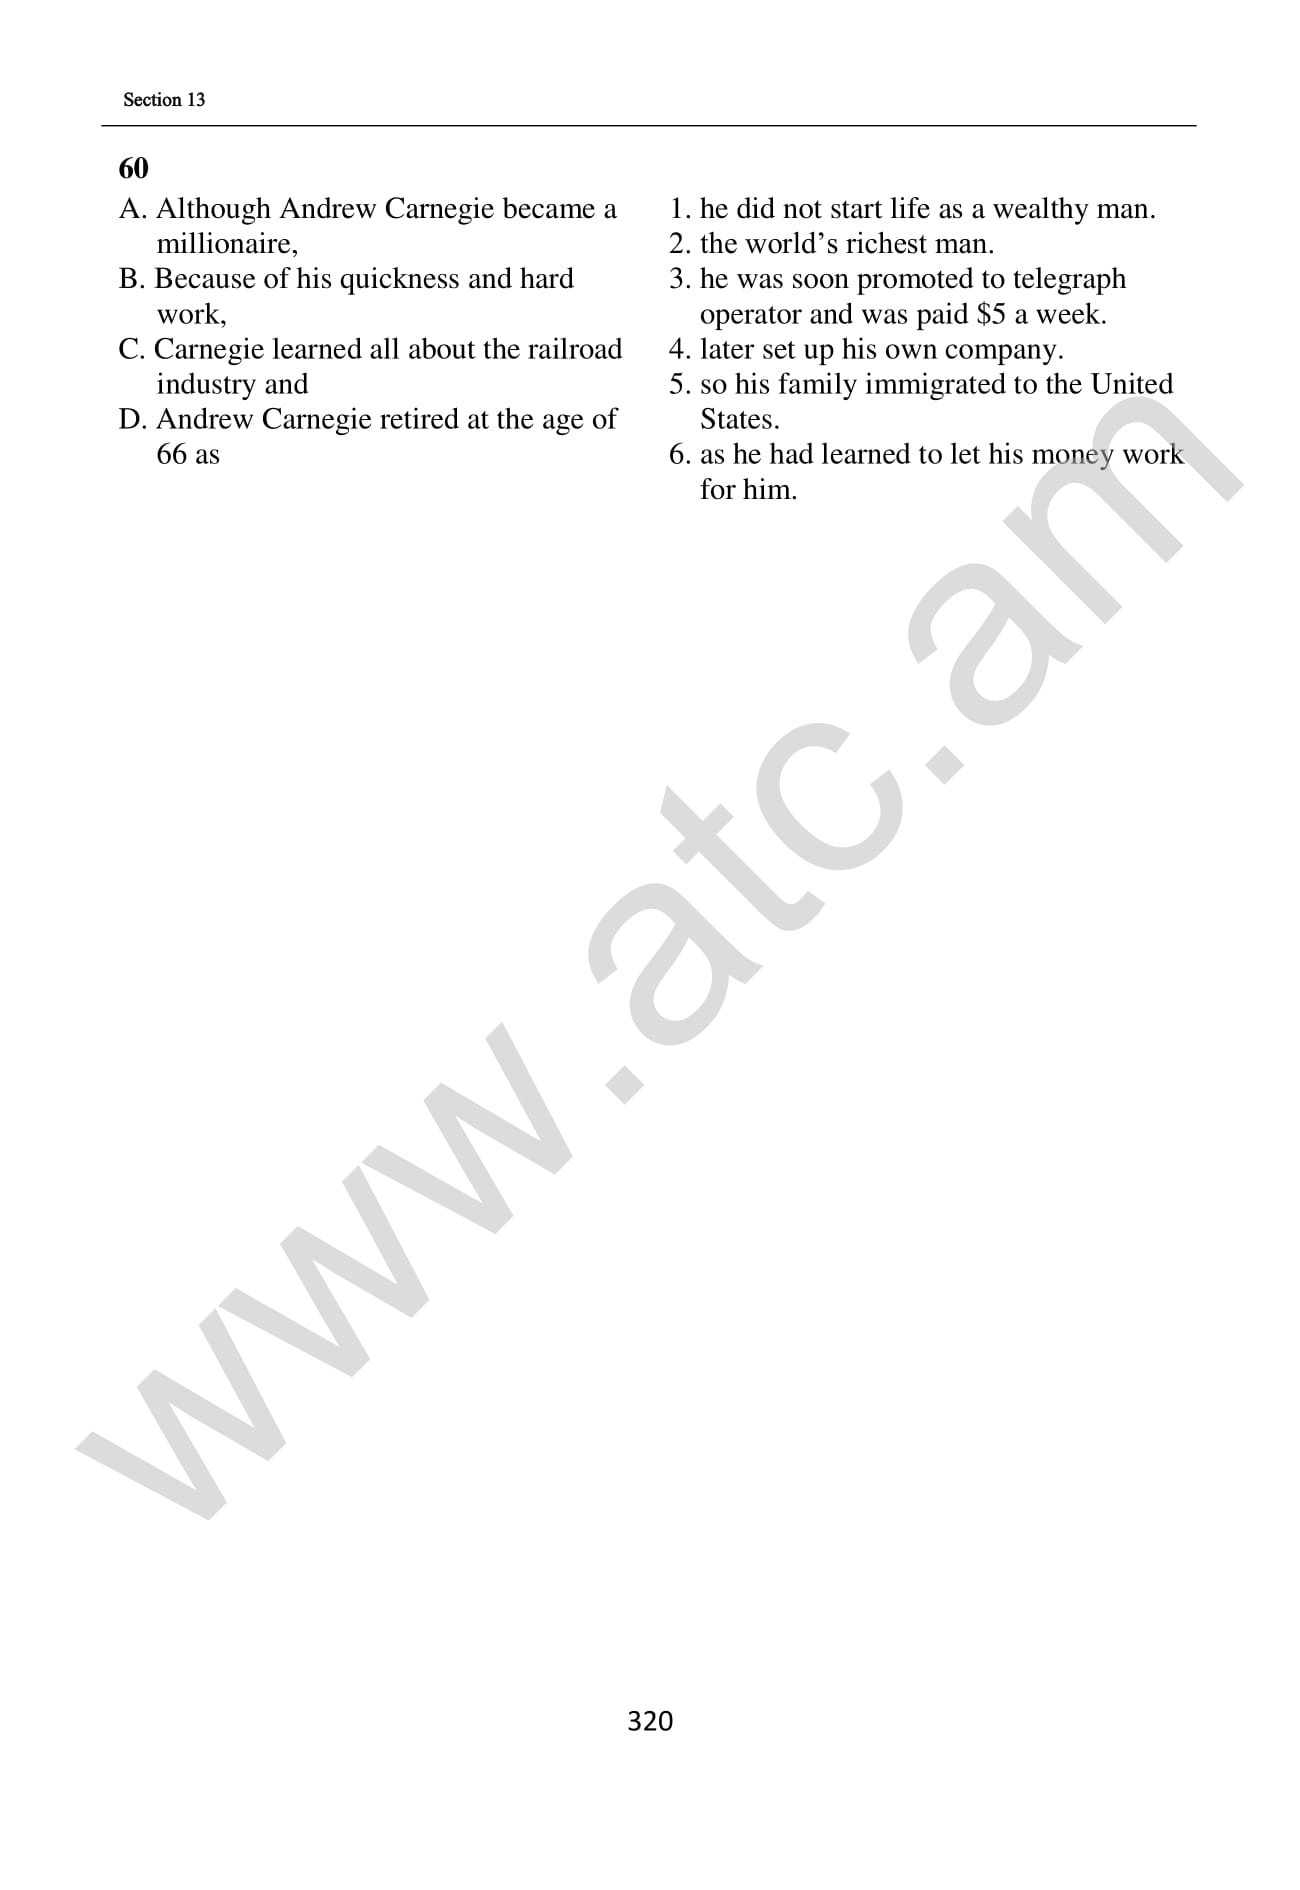 Section 13
60
A. Although Andrew Carnegie became a
millionaire,
B. Because of his quickness and hard
work,
C. Carnegie learned all about the railroad
industry and
D. Andrew Carnegie retired at the age of
66 as
1. he did not start life as a wealthy man.
2. the world’s richest man.
3. he was soon promoted to telegraph
operator and was paid $5 a week.
4. later set up his own company.
5. so his family immigrated to the United
States.
6. as he had learned to let his money work
for him.
www.atc.am
320